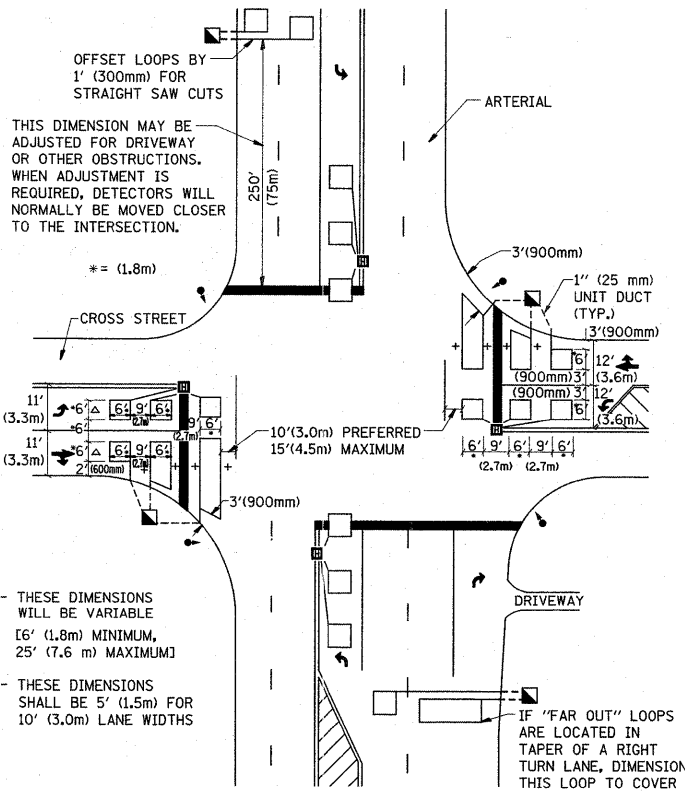 OFFSET LOOPS BY
1' (300mm) FOR
STRAIGHT SAW CUTS
ARTERIAL
THIS DIMENSION MAY BE
ADJUSTED FOR DRIVEWAY
OR OTHER OBSTRUCTIONS.
WHEN ADJUSTMENT IS
REQUIRED, DETECTORS WILL
NORMALLY BE MOVED CLOSER
TO THE INTERSECTION.
250'
(75m)
*= (1.8m)
3'(900mm)
1" (25 mm)
UNIT DUCT
(TYP.)
CROSS STREET
3'(900mm)
*6' 12'
(3.6m)
(900mm) 3'
(900mm) 3' 12'
*6'
(3.6m)
6' 9' 6' 9' 6'
* * *
(2.7m) (2.7m)
11'
(3.3m)
*6' 6' 9' 6'
* (2.7m) *
*6'
9' 6'
(2.7m) *
11'
(3.3m)
*6' 6' 9' 6'
* (2.7m) *
2' (600mm)
10'(3.0m) PREFERRED
15'(4.5m) MAXIMUM
3'(900mm)
- THESE DIMENSIONS
WILL BE VARIABLE
[6' (1.8m) MINIMUM,
25' (7.6 m) MAXIMUM]
- THESE DIMENSIONS
SHALL BE 5' (1.5m) FOR
10' (3.0m) LANE WIDTHS
DRIVEWAY
IF "FAR OUT" LOOPS
ARE LOCATED IN
TAPER OF A RIGHT
TURN LANE, DIMENSION
THIS LOOP TO COVER